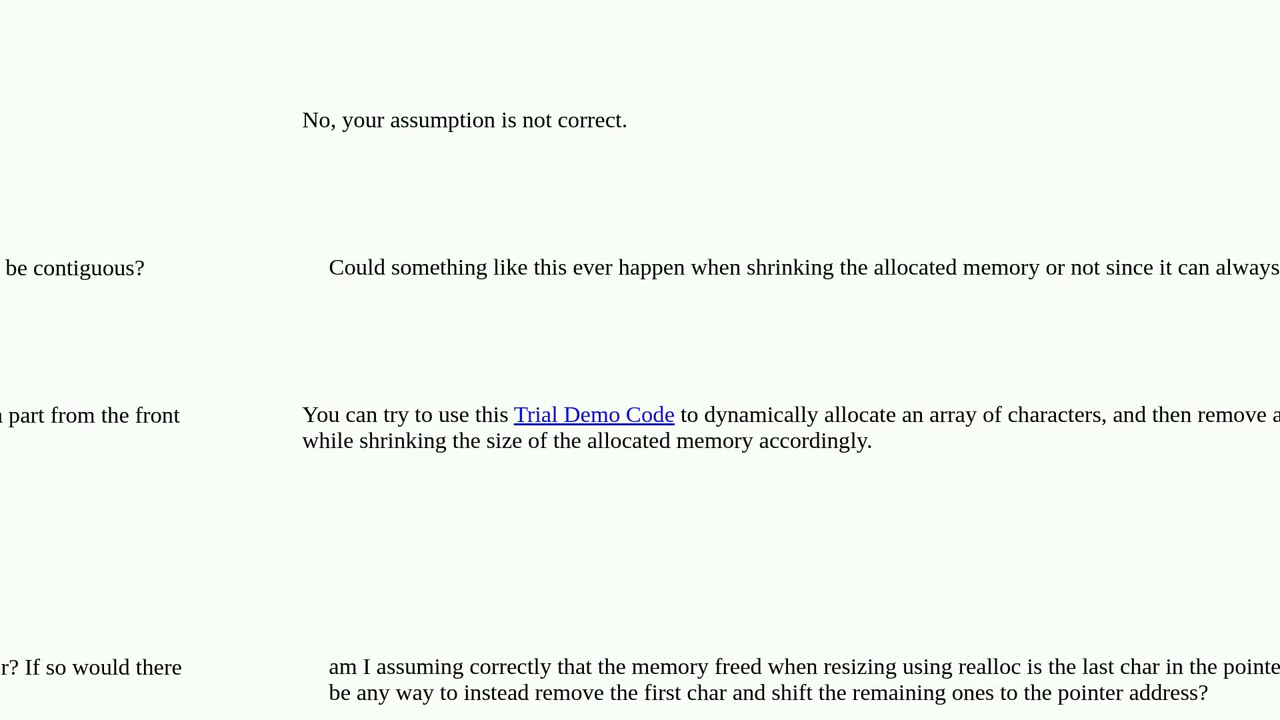 No, your assumption is not correct.
be contiguous?
Could something like this ever happen when shrinking the allocated memory or not since it can always
part from the front
You can try to use this Trial Demo Code to dynamically allocate an array of characters, and then remove a
while shrinking the size of the allocated memory accordingly.
r? If so would there
am I assuming correctly that the memory freed when resizing using realloc is the last char in the pointe
be any way to instead remove the first char and shift the remaining ones to the pointer address?